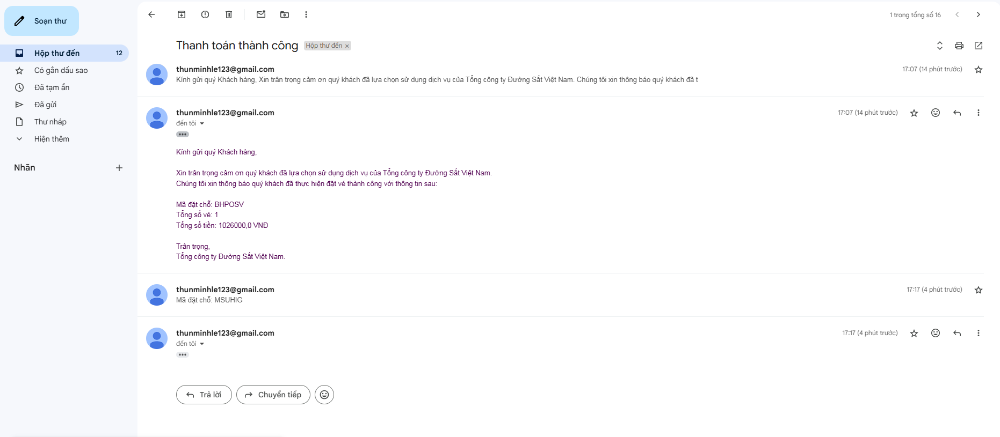 Soạn thư
1 trong tổng số 16
Thanh toán thành công
Hộp thư đến ×
Hộp thư đến 12
Có gắn dấu sao
Đã tạm ẩn
Đã gửi
Thư nháp
Hiện thêm
Nhãn
thunminhle123@gmail.com 17:07 (14 phút trước)
Kính gửi quý Khách hàng, Xin trân trọng cảm ơn quý khách đã lựa chọn sử dụng dịch vụ của Tổng công ty Đường Sắt Việt Nam. Chúng tôi xin thông báo quý khách đã t
thunminhle123@gmail.com 17:07 (14 phút trước)
đến tôi
Kính gửi quý Khách hàng,
Xin trân trọng cảm ơn quý khách đã lựa chọn sử dụng dịch vụ của Tổng công ty Đường Sắt Việt Nam.
Chúng tôi xin thông báo quý khách đã thực hiện đặt vé thành công với thông tin sau:
Mã đặt chỗ: BHPOSV
Tổng số vé: 1
Tổng số tiền: 1026000,0 VNĐ
Trân trọng,
Tổng công ty Đường Sắt Việt Nam.
thunminhle123@gmail.com 17:17 (4 phút trước)
Mã đặt chỗ: MSUHIG
thunminhle123@gmail.com 17:17 (4 phút trước)
đến tôi
Trả lời
Chuyển tiếp